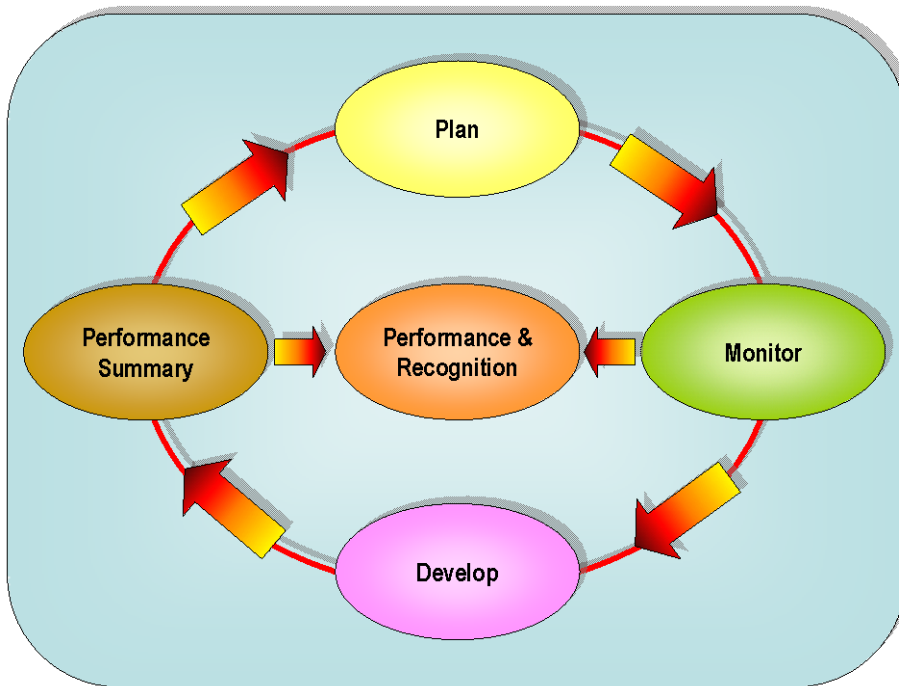 Plan
Performance
Summary
Performance &
Recognition
Monitor
Develop